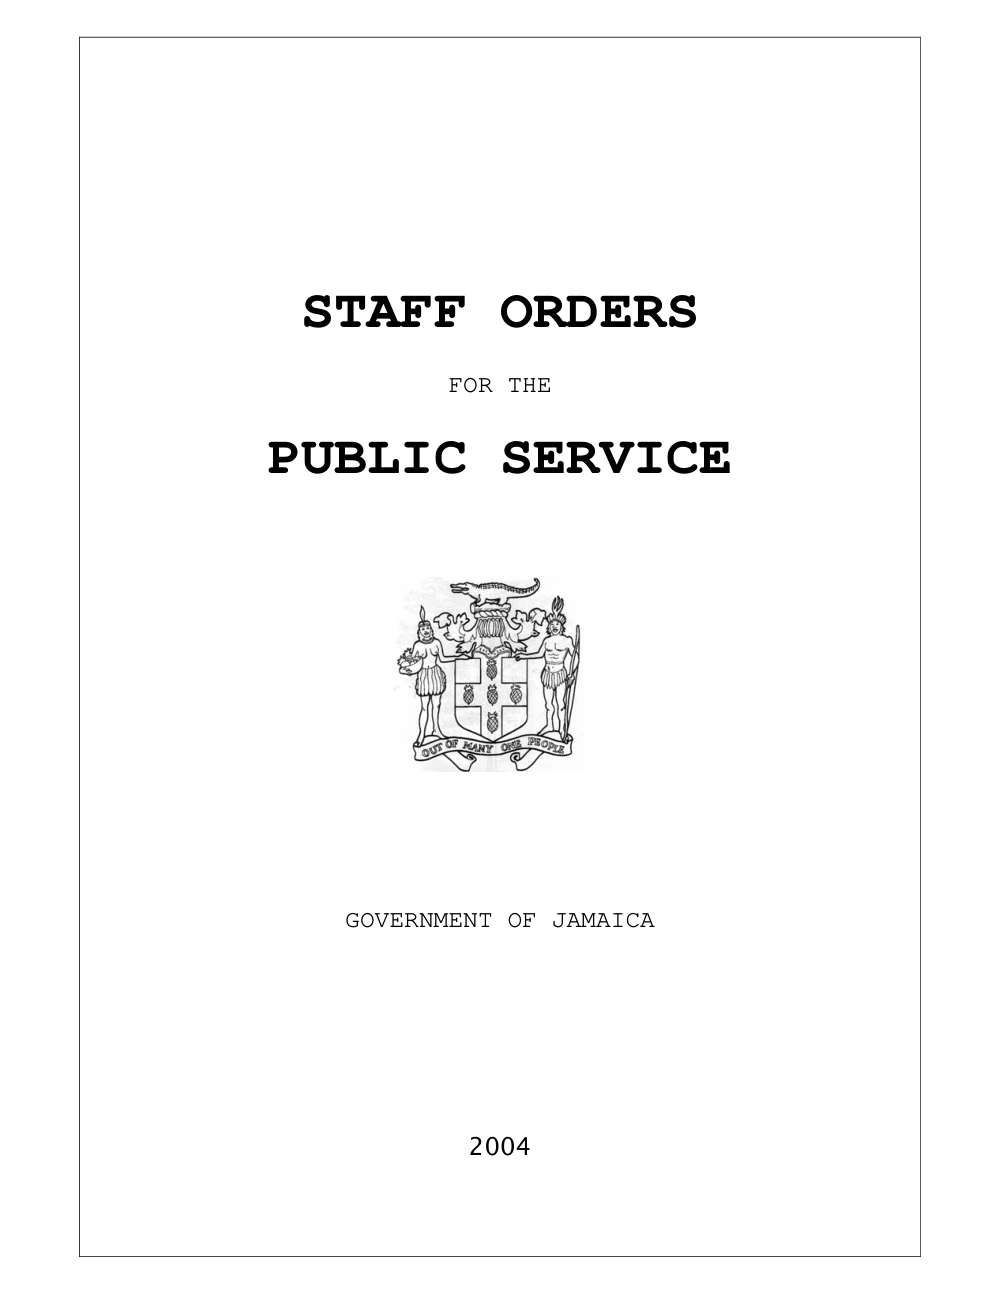 STAFF ORDERS
FOR THE
PUBLIC SERVICE
OUT OF MANY ONE PEOPLE
GOVERNMENT OF JAMAICA
2004